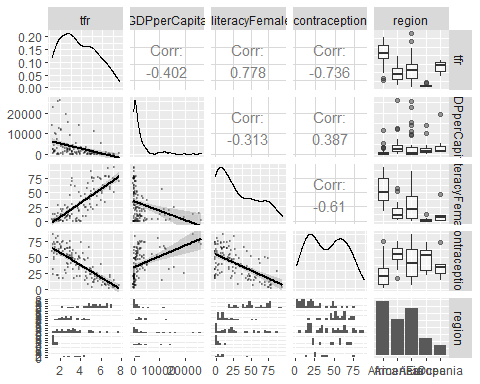 tfr
GDPperCapita
literacyFemale
contraception
region
0.20
0.15
0.10
0.05
0.00
Corr:
-0.402
Corr:
0.778
Corr:
-0.736
tfr
20000
10000
0
Corr:
-0.313
Corr:
0.387
DPperCapi
75
50
25
0
Corr:
-0.61
eracyFema
75
50
25
0
ontraceptio
region
2 4 6 8
0 10000 20000
0 25 50 75
0 25 50 75
Oceania